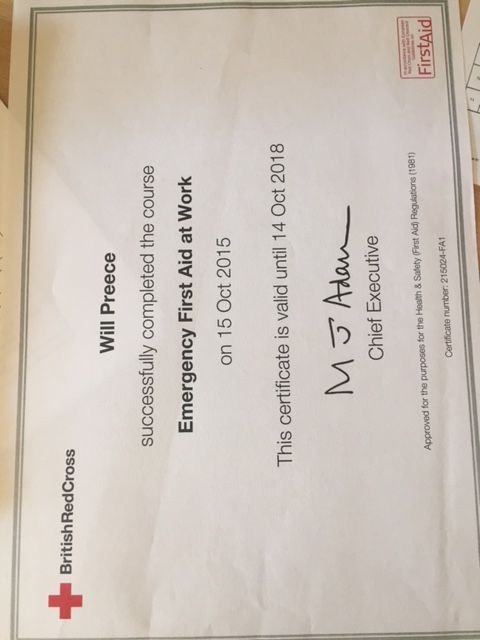 BritishRedCross
Will Preece
successfully completed the course
Emergency First Aid at Work
on 15 Oct 2015
This certificate is valid until 14 Oct 2018
M J Adam
Chief Executive
Approved for the purposes for the Health & Safety (First Aid) Regulations (1981)
Certificate number: 215024-FA1
FirstAid